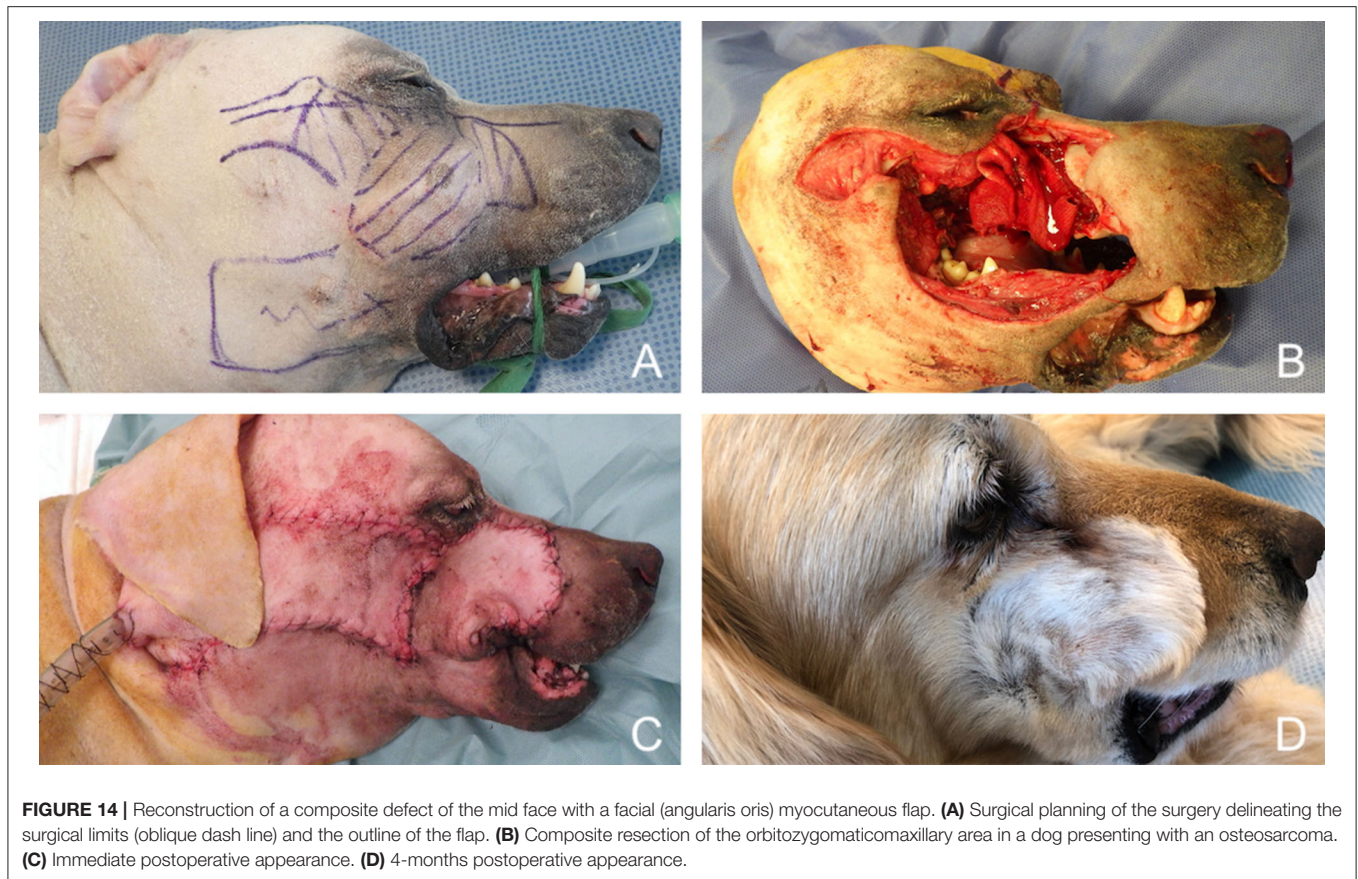 A
B
C
D
FIGURE 14 | Reconstruction of a composite defect of the mid face with a facial (angularis oris) myocutaneous flap. (A) Surgical planning of the surgery delineating the
surgical limits (oblique dash line) and the outline of the flap. (B) Composite resection of the orbitozygomaticomaxillary area in a dog presenting with an osteosarcoma.
(C) Immediate postoperative appearance. (D) 4-months postoperative appearance.